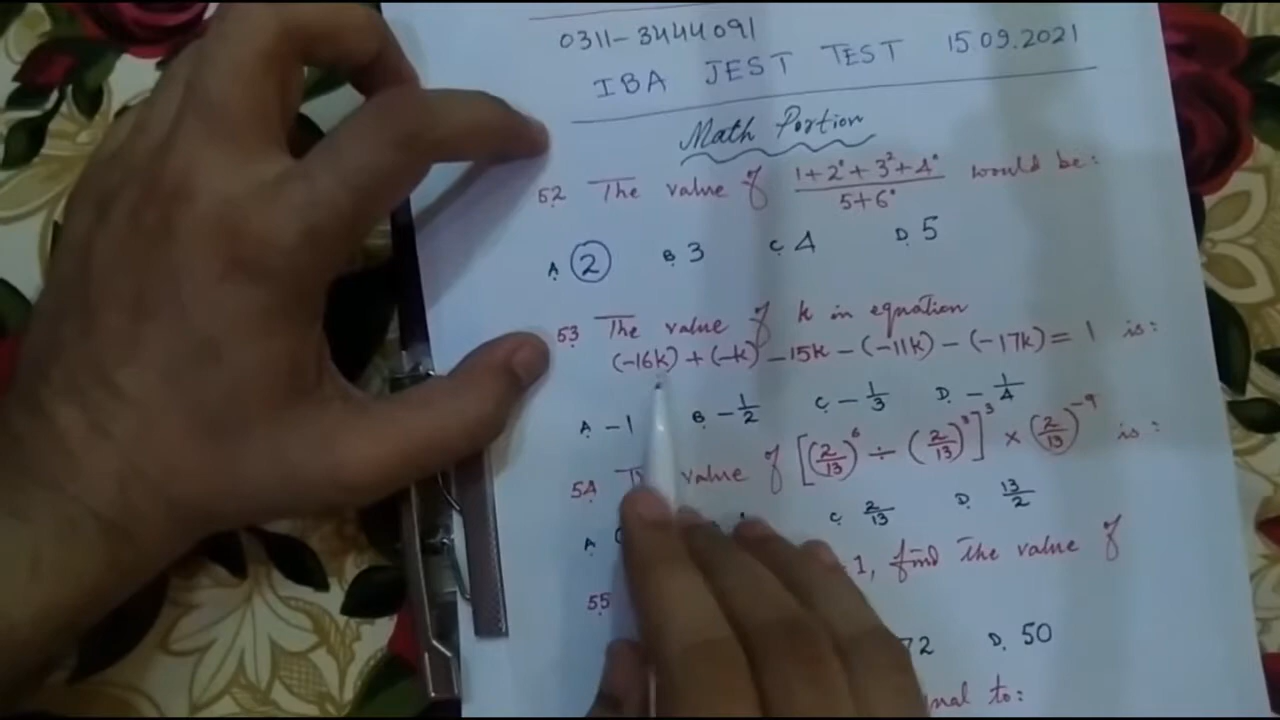 0311-3444091
IBA JEST TEST 15.09.2021
Math Portion
52 The value of (1+2°+3²+4°)/(5+6°) would be:
A. 2 B. 3 C. 4 D. 5
53 The value of k in equation
(-16k) + (-k) - 15k - (-11k) - (-17k) = 1 is:
A. -1 B. -1/2 C. -1/3 D. -1/4
54 value of [(2/13)⁶ ÷ (2/13)³]³ × (2/13)⁻⁹ is:
A. C. 2/13 D. 13/2
55 1, find the value of
72 D. 50
to: